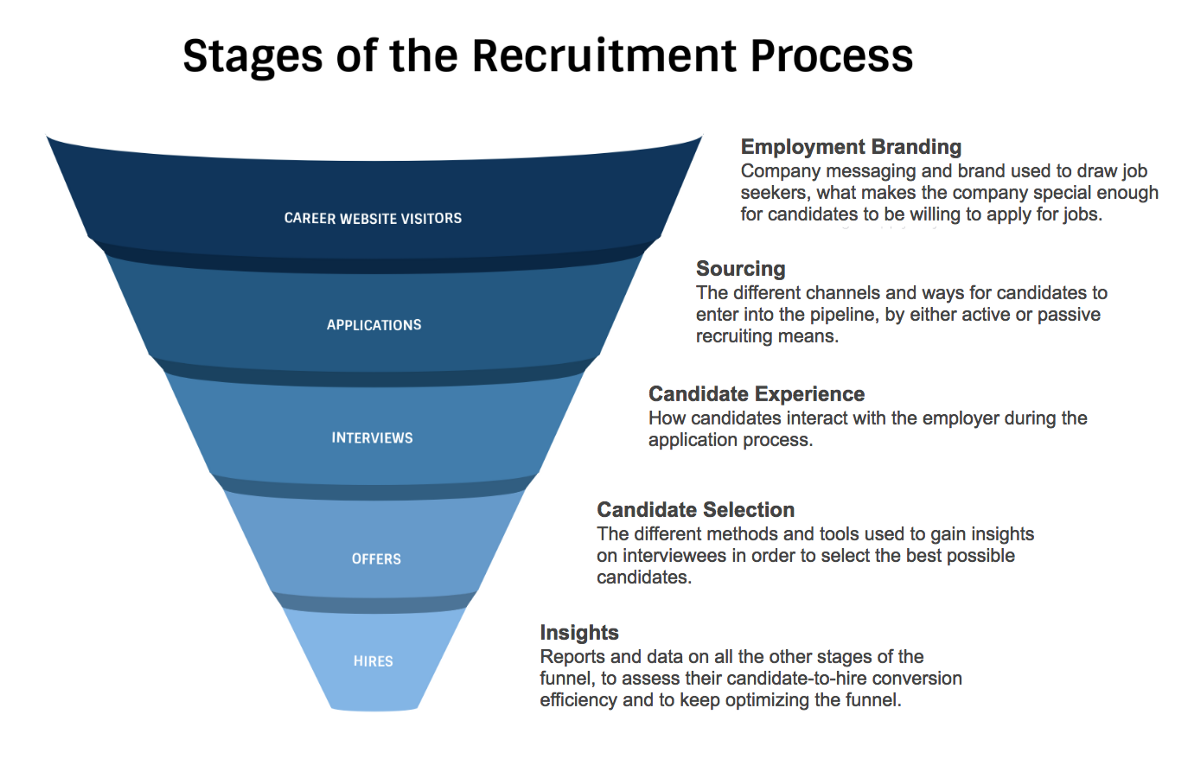 Stages of the Recruitment Process
CAREER WEBSITE VISITORS
Employment Branding
Company messaging and brand used to draw job
seekers, what makes the company special enough
for candidates to be willing to apply for jobs.
APPLICATIONS
Sourcing
The different channels and ways for candidates to
enter into the pipeline, by either active or passive
recruiting means.
INTERVIEWS
Candidate Experience
How candidates interact with the employer during the
application process.
OFFERS
Candidate Selection
The different methods and tools used to gain insights
on interviewees in order to select the best possible
candidates.
HIRES
Insights
Reports and data on all the other stages of the
funnel, to assess their candidate-to-hire conversion
efficiency and to keep optimizing the funnel.